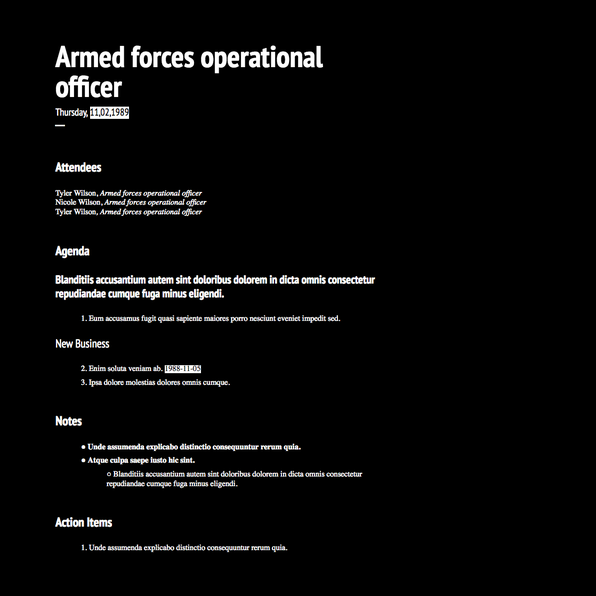 Armed forces operational
officer
Thursday, 11,02,1989
Attendees
Tyler Wilson, Armed forces operational officer
Nicole Wilson, Armed forces operational officer
Tyler Wilson, Armed forces operational officer
Agenda
Blanditiis accusantium autem sint doloribus dolorem in dicta omnis consectetur
repudiandae cumque fuga minus eligendi.
1. Eum accusamus fugit quasi sapiente maiores porro nesciunt eveniet impedit sed.
New Business
2. Enim soluta veniam ab. 1988-11-05
3. Ipsa dolore molestias dolores omnis cumque.
Notes
● Unde assumenda explicabo distinctio consequuntur rerum quia.
● Atque culpa saepe iusto hic sint.
○ Blanditiis accusantium autem sint doloribus dolorem in dicta omnis consectetur
repudiandae cumque fuga minus eligendi.
Action Items
1. Unde assumenda explicabo distinctio consequuntur rerum quia.